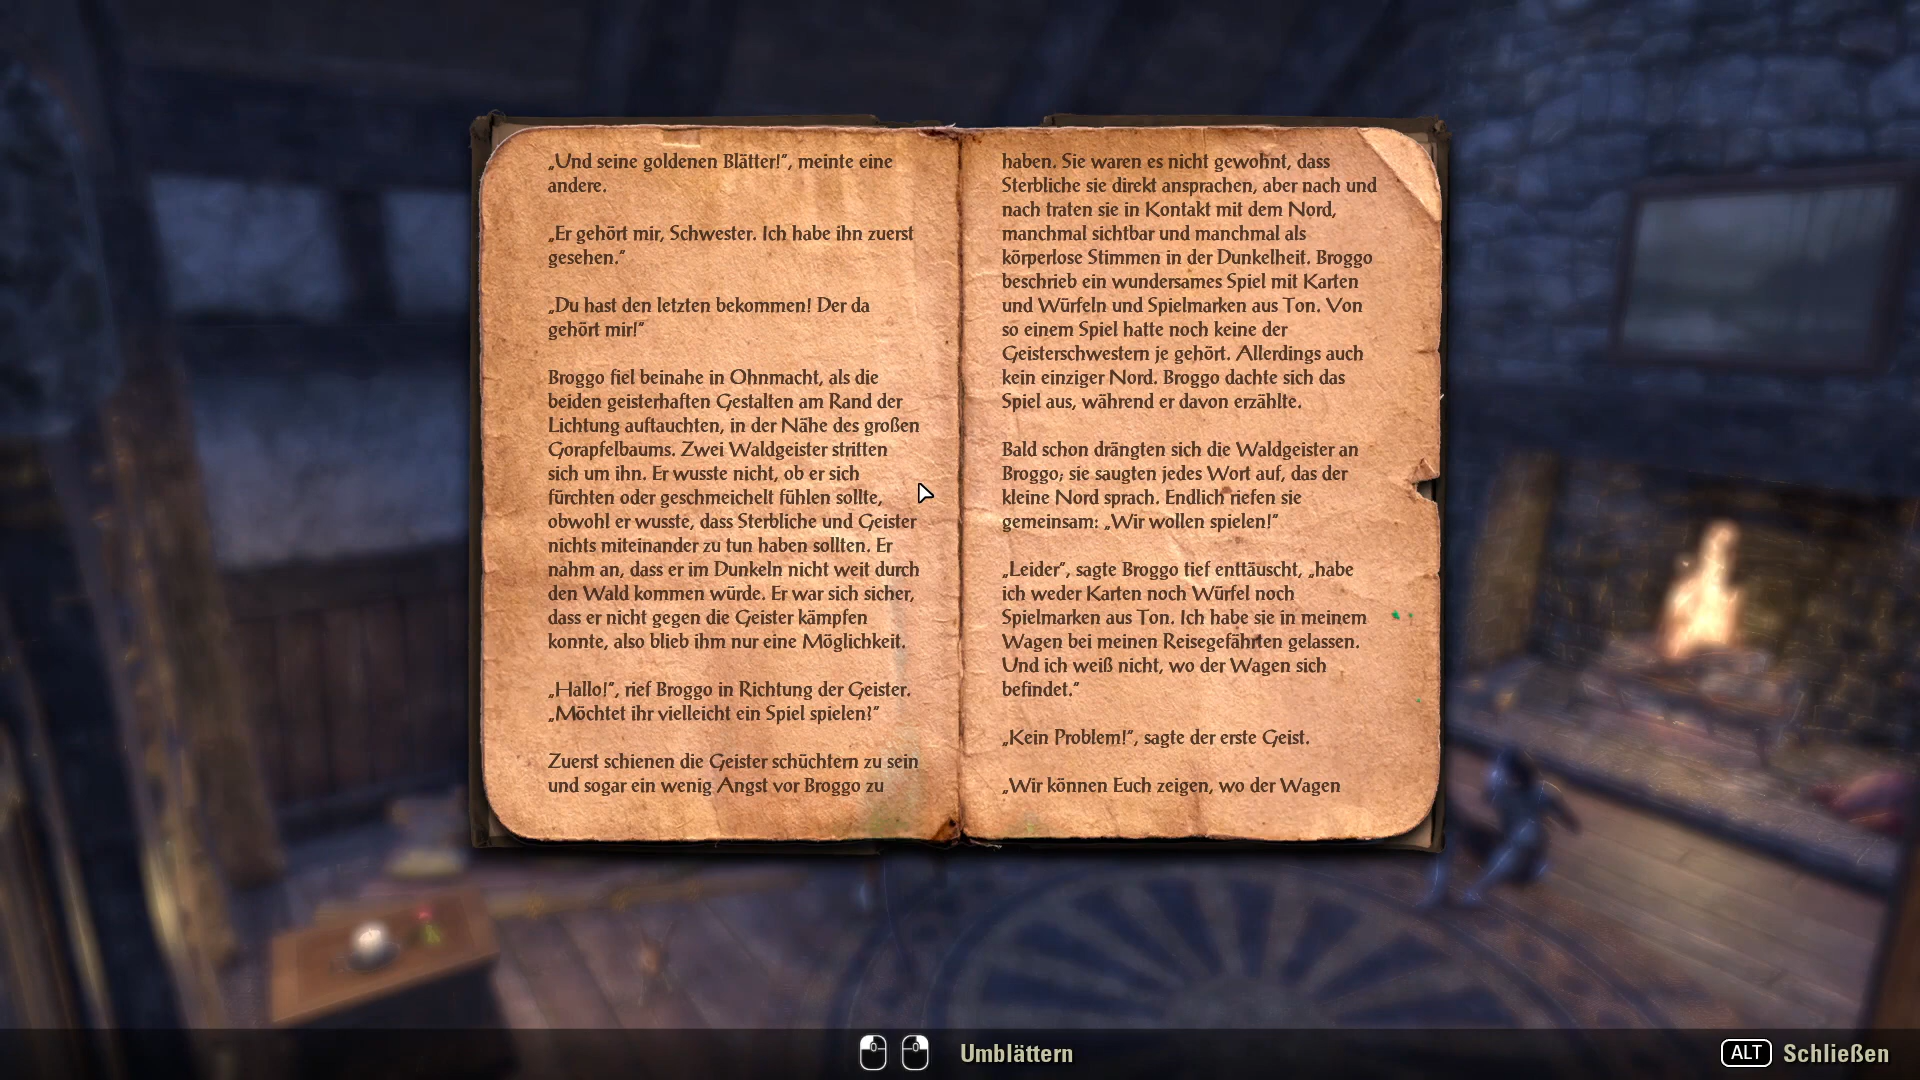 „Und seine goldenen Blätter!“, meinte eine
andere.
„Er gehört mir, Schwester. Ich habe ihn zuerst
gesehen.“
„Du hast den letzten bekommen! Der da
gehört mir!“
Broggo fiel beinahe in Ohnmacht, als die
beiden geisterhaften Gestalten am Rand der
Lichtung auftauchten, in der Nähe des großen
Gorapfelbaums. Zwei Waldgeister stritten
sich um ihn. Er wusste nicht, ob er sich
fürchten oder geschmeichelt fühlen sollte,
obwohl er wusste, dass Sterbliche und Geister
nichts miteinander zu tun haben sollten. Er
nahm an, dass er im Dunkeln nicht weit durch
den Wald kommen würde. Er war sich sicher,
dass er nicht gegen die Geister kämpfen
konnte, also blieb ihm nur eine Möglichkeit.
„Hallo!“, rief Broggo in Richtung der Geister.
„Möchtet ihr vielleicht ein Spiel spielen?“
Zuerst schienen die Geister schüchtern zu sein
und sogar ein wenig Angst vor Broggo zu
haben. Sie waren es nicht gewohnt, dass
Sterbliche sie direkt ansprachen, aber nach und
nach traten sie in Kontakt mit dem Nord,
manchmal sichtbar und manchmal als
körperlose Stimmen in der Dunkelheit. Broggo
beschrieb ein wundersames Spiel mit Karten
und Würfeln und Spielmarken aus Ton. Von
so einem Spiel hatte noch keine der
Geisterschwestern je gehört. Allerdings auch
kein einziger Nord. Broggo dachte sich das
Spiel aus, während er davon erzählte.
Bald schon drängten sich die Waldgeister an
Broggo; sie saugten jedes Wort auf, das der
kleine Nord sprach. Endlich riefen sie
gemeinsam: „Wir wollen spielen!“
„Leider“, sagte Broggo tief enttäuscht, „habe
ich weder Karten noch Würfel noch
Spielmarken aus Ton. Ich habe sie in meinem
Wagen bei meinen Reisegefährten gelassen.
Und ich weiß nicht, wo der Wagen sich
befindet.“
„Kein Problem!“, sagte der erste Geist.
„Wir können Euch zeigen, wo der Wagen
Umblättern
ALT Schließen